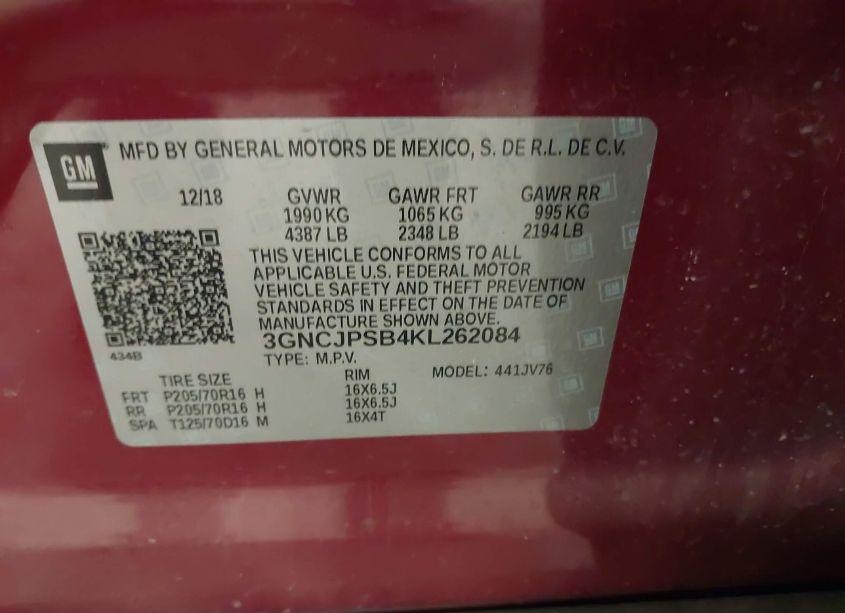 GM MFD BY GENERAL MOTORS DE MEXICO, S. DE R.L. DE C.V.
12/18 GVWR GAWR FRT GAWR RR
1990 KG 1065 KG 995 KG
4387 LB 2348 LB 2194 LB
THIS VEHICLE CONFORMS TO ALL
APPLICABLE U.S. FEDERAL MOTOR
VEHICLE SAFETY AND THEFT PREVENTION
STANDARDS IN EFFECT ON THE DATE OF
MANUFACTURE SHOWN ABOVE.
3GNCJPSB4KL262084
434B
TYPE: M.P.V.
TIRE SIZE RIM MODEL: 441JV76
FRT P205/70R16 H 16X6.5J
RR P205/70R16 H 16X6.5J
SPA T125/70D16 M 16X4T